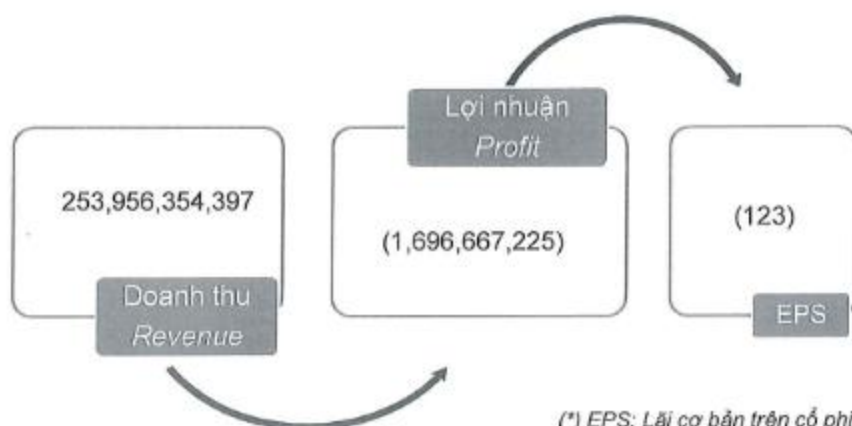 253,956,354,397
Doanh thu
Revenue
Lợi nhuận
Profit
(1,696,667,225)
(123)
EPS
(*) EPS: Lãi cơ bản trên cổ